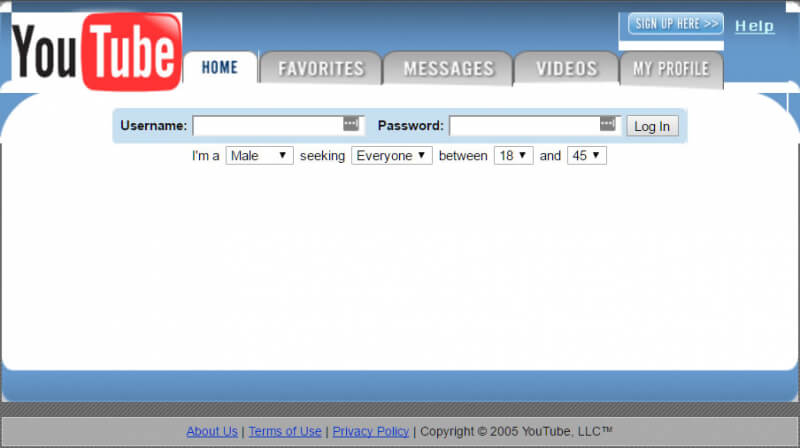 SIGN UP HERE >> Help
YouTube
HOME FAVORITES MESSAGES VIDEOS MY PROFILE
Username: Password: Log In
I'm a Male seeking Everyone between 18 and 45
About Us | Terms of Use | Privacy Policy | Copyright © 2005 YouTube, LLC™